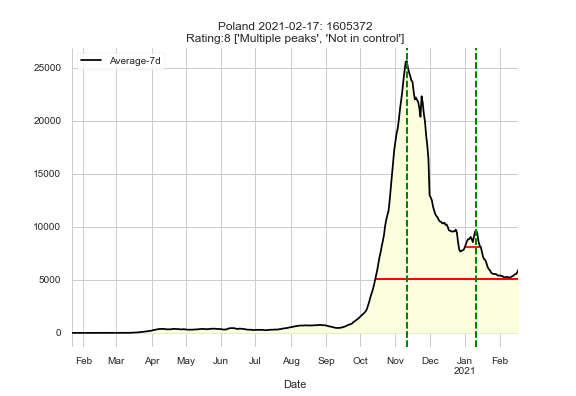 Poland 2021-02-17: 1605372
Rating:8 ['Multiple peaks', 'Not in control']
Average-7d
25000
20000
15000
10000
5000
0
Feb Mar Apr May Jun Jul Aug Sep Oct Nov Dec Jan Feb
2021
Date